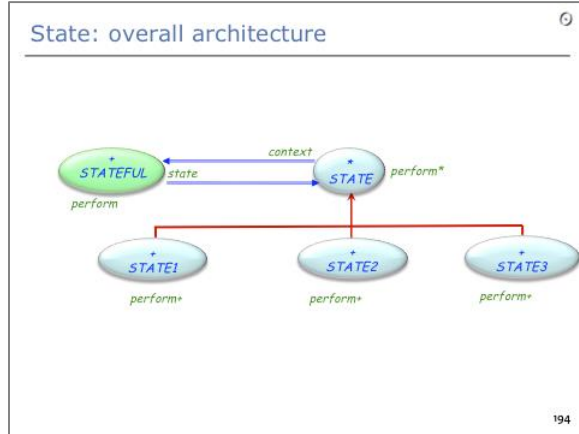 State: overall architecture
context
+
STATEFUL
state
*
STATE
perform*
perform
+
STATE1
+
STATE2
+
STATE3
perform+
perform+
perform+
194